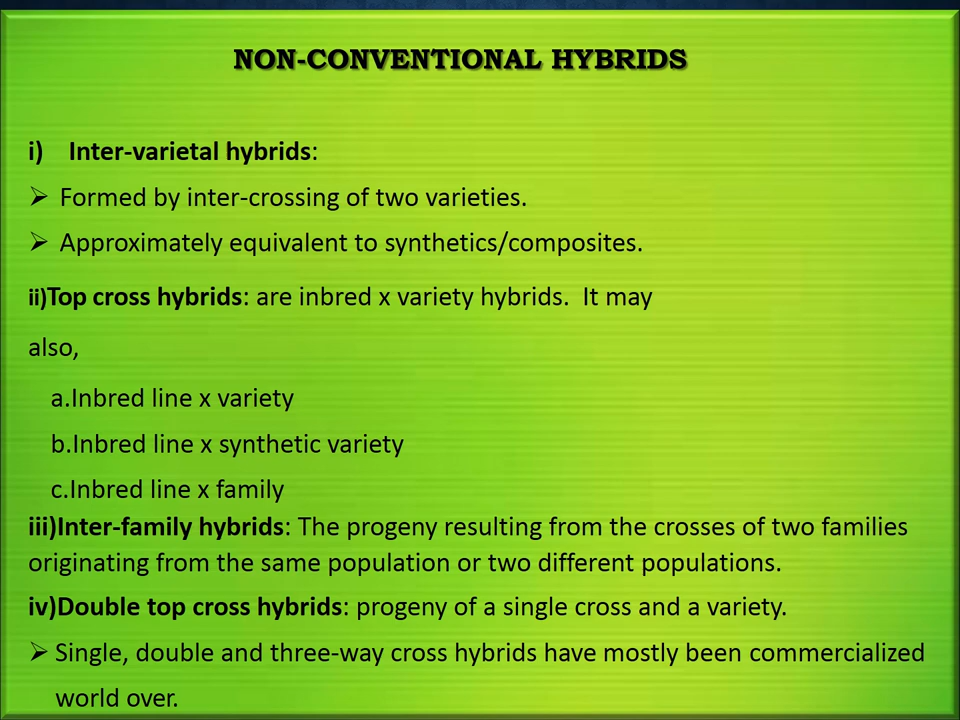 NON-CONVENTIONAL HYBRIDS
i) Inter-varietal hybrids:
➢ Formed by inter-crossing of two varieties.
➢ Approximately equivalent to synthetics/composites.
ii)Top cross hybrids: are inbred x variety hybrids. It may
also,
a.Inbred line x variety
b.Inbred line x synthetic variety
c.Inbred line x family
iii)Inter-family hybrids: The progeny resulting from the crosses of two families
originating from the same population or two different populations.
iv)Double top cross hybrids: progeny of a single cross and a variety.
➢ Single, double and three-way cross hybrids have mostly been commercialized
world over.